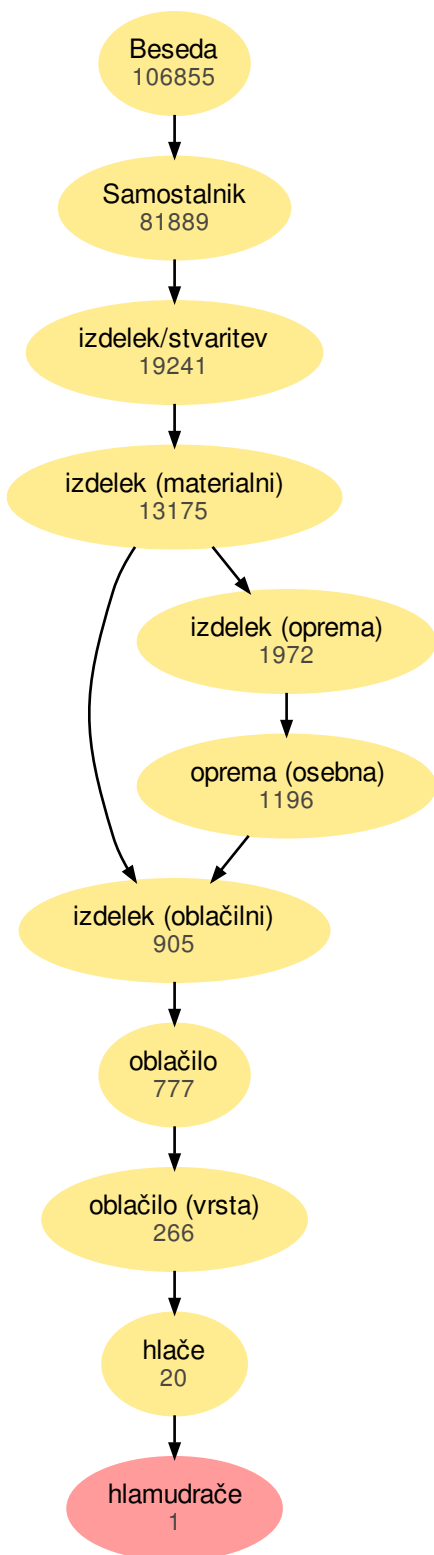 Beseda
106855
Samostalnik
81889
izdelek/stvaritev
19241
izdelek (materialni)
13175
izdelek (oprema)
1972
oprema (osebna)
1196
izdelek (oblačilni)
905
oblačilo
777
oblačilo (vrsta)
266
hlače
20
hlamudrače
1